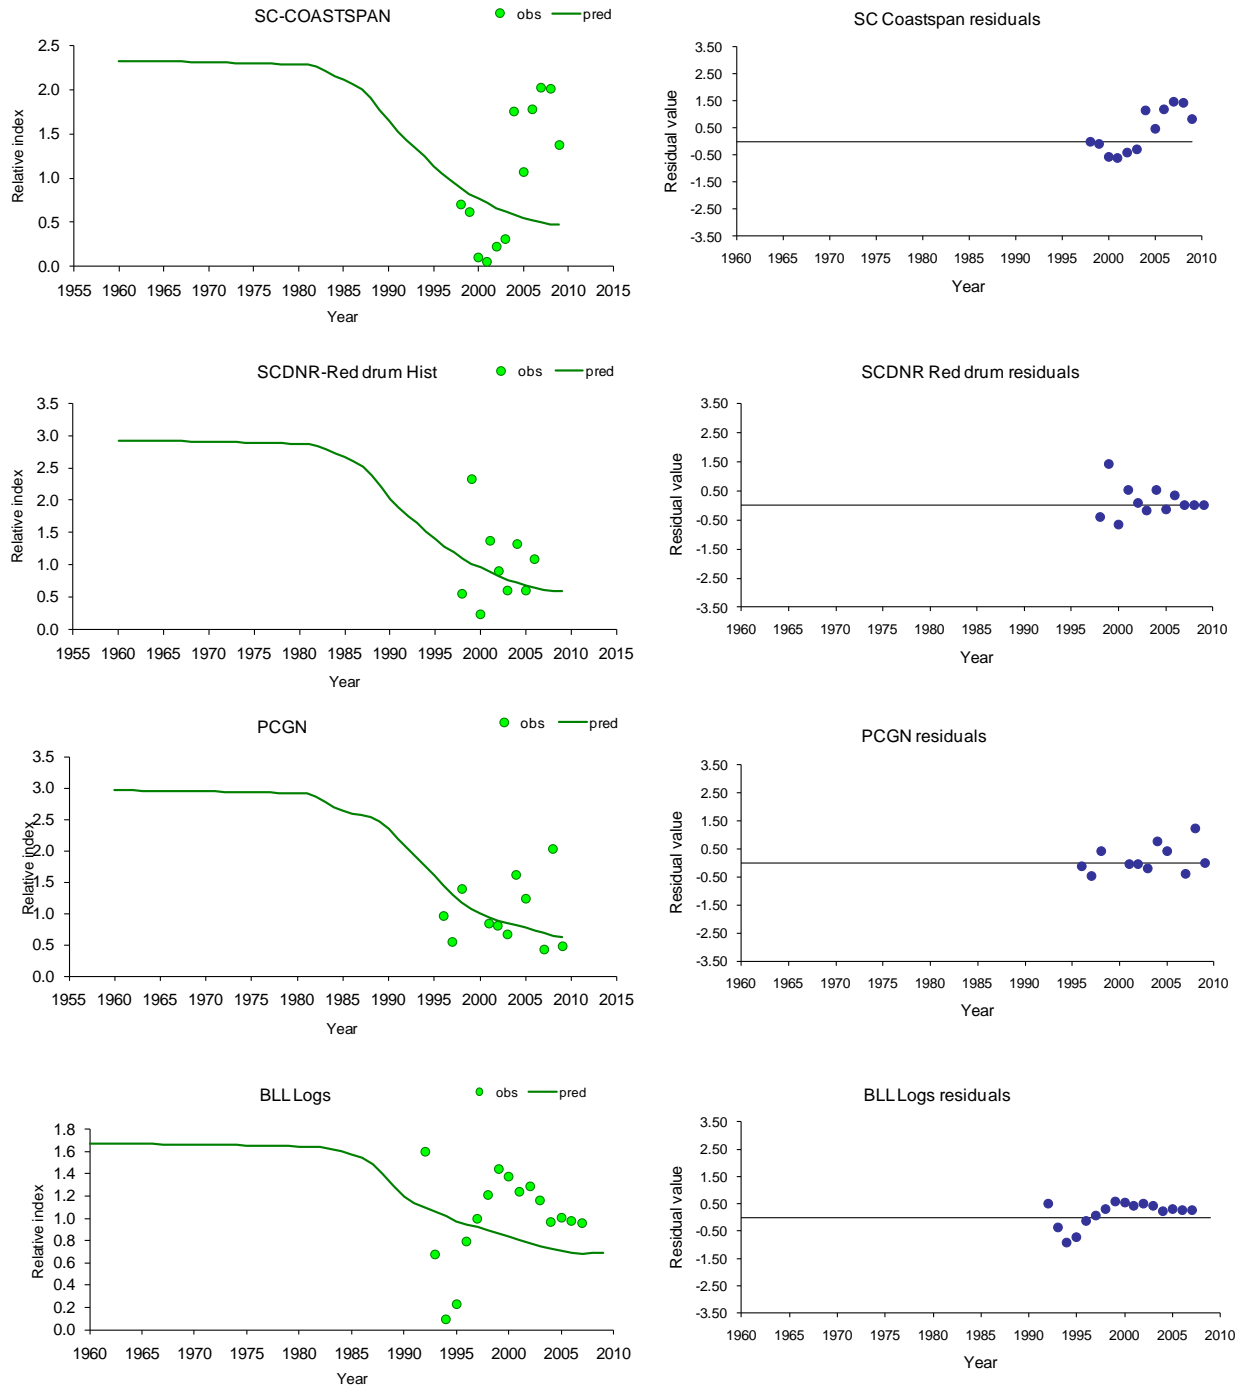 SC-COASTSPAN
obs pred
2.5
2.0
1.5
1.0
0.5
0.0
Relative index
1955 1960 1965 1970 1975 1980 1985 1990 1995 2000 2005 2010 2015
Year
SC Coastspan residuals
3.50
2.50
1.50
0.50
-0.50
-1.50
-2.50
-3.50
Residual value
1960 1965 1970 1975 1980 1985 1990 1995 2000 2005 2010
Year
SCDNR-Red drum Hist
obs pred
3.5
3.0
2.5
2.0
1.5
1.0
0.5
0.0
Relative index
1955 1960 1965 1970 1975 1980 1985 1990 1995 2000 2005 2010 2015
Year
SCDNR Red drum residuals
3.50
2.50
1.50
0.50
-0.50
-1.50
-2.50
-3.50
Residual value
1960 1965 1970 1975 1980 1985 1990 1995 2000 2005 2010
Year
PCGN
obs pred
3.5
3.0
2.5
2.0
1.5
1.0
0.5
0.0
Relative index
1955 1960 1965 1970 1975 1980 1985 1990 1995 2000 2005 2010 2015
Year
PCGN residuals
3.50
2.50
1.50
0.50
-0.50
-1.50
-2.50
-3.50
Residual value
1960 1965 1970 1975 1980 1985 1990 1995 2000 2005 2010
Year
BLL Logs
obs pred
1.8
1.6
1.4
1.2
1.0
0.8
0.6
0.4
0.2
0.0
Relative index
1960 1965 1970 1975 1980 1985 1990 1995 2000 2005 2010
Year
BLL Logs residuals
3.50
2.50
1.50
0.50
-0.50
-1.50
-2.50
-3.50
Residual value
1960 1965 1970 1975 1980 1985 1990 1995 2000 2005 2010
Year